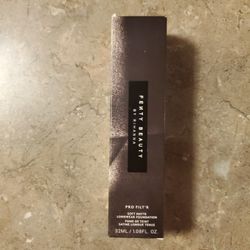 FENTY BEAUTY
BY RIHANNA
PRO FILT'R
SOFT MATTE
LONGWEAR FOUNDATION
FOND DE TEINT
SATINÉ LONGUE TENUE
32ML / 1.08FL. OZ.